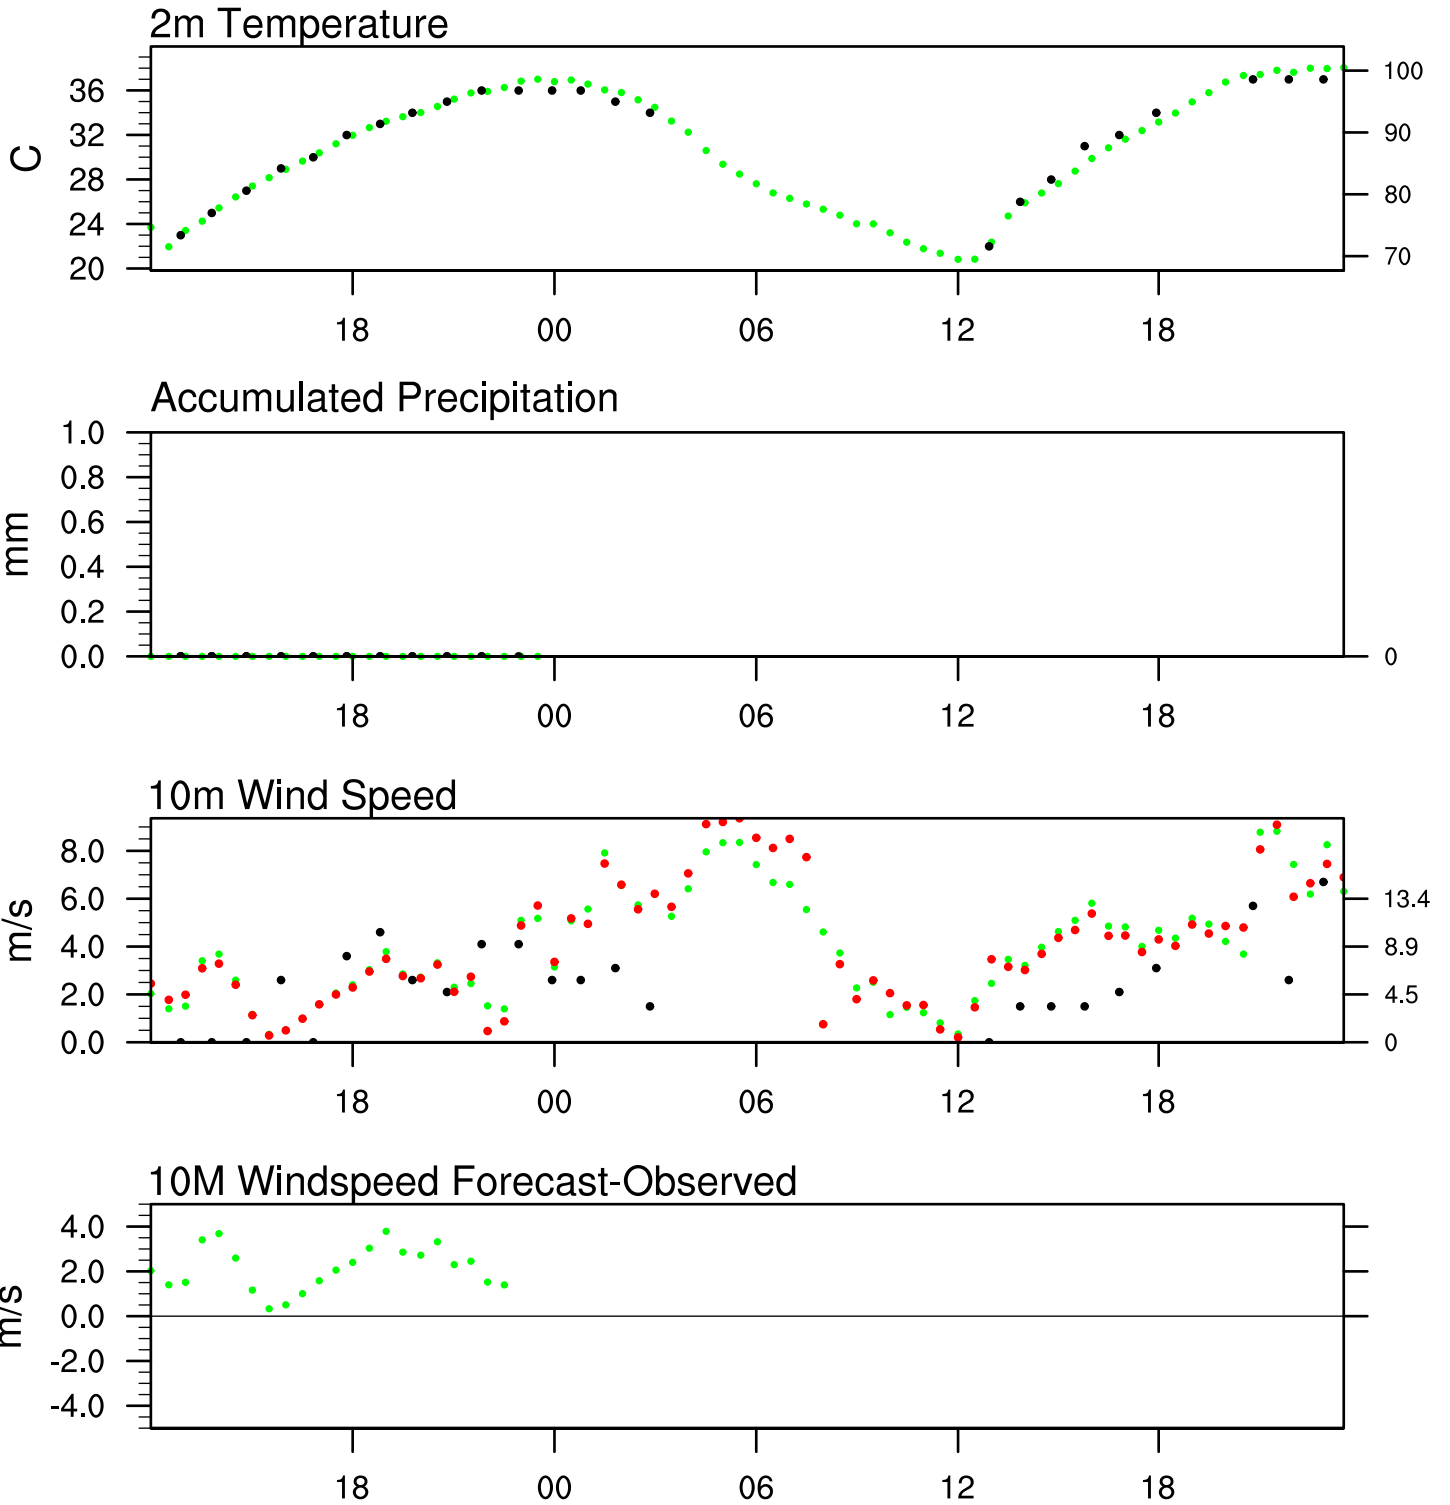 2m Temperature
36
32
28
24
20
C
100
90
80
70
18 00 06 12 18
Accumulated Precipitation
1.0
0.8
0.6
0.4
0.2
0.0
mm
0
18 00 06 12 18
10m Wind Speed
8.0
6.0
4.0
2.0
0.0
m/s
13.4
8.9
4.5
0
18 00 06 12 18
10M Windspeed Forecast-Observed
4.0
2.0
0.0
-2.0
-4.0
m/s
18 00 06 12 18